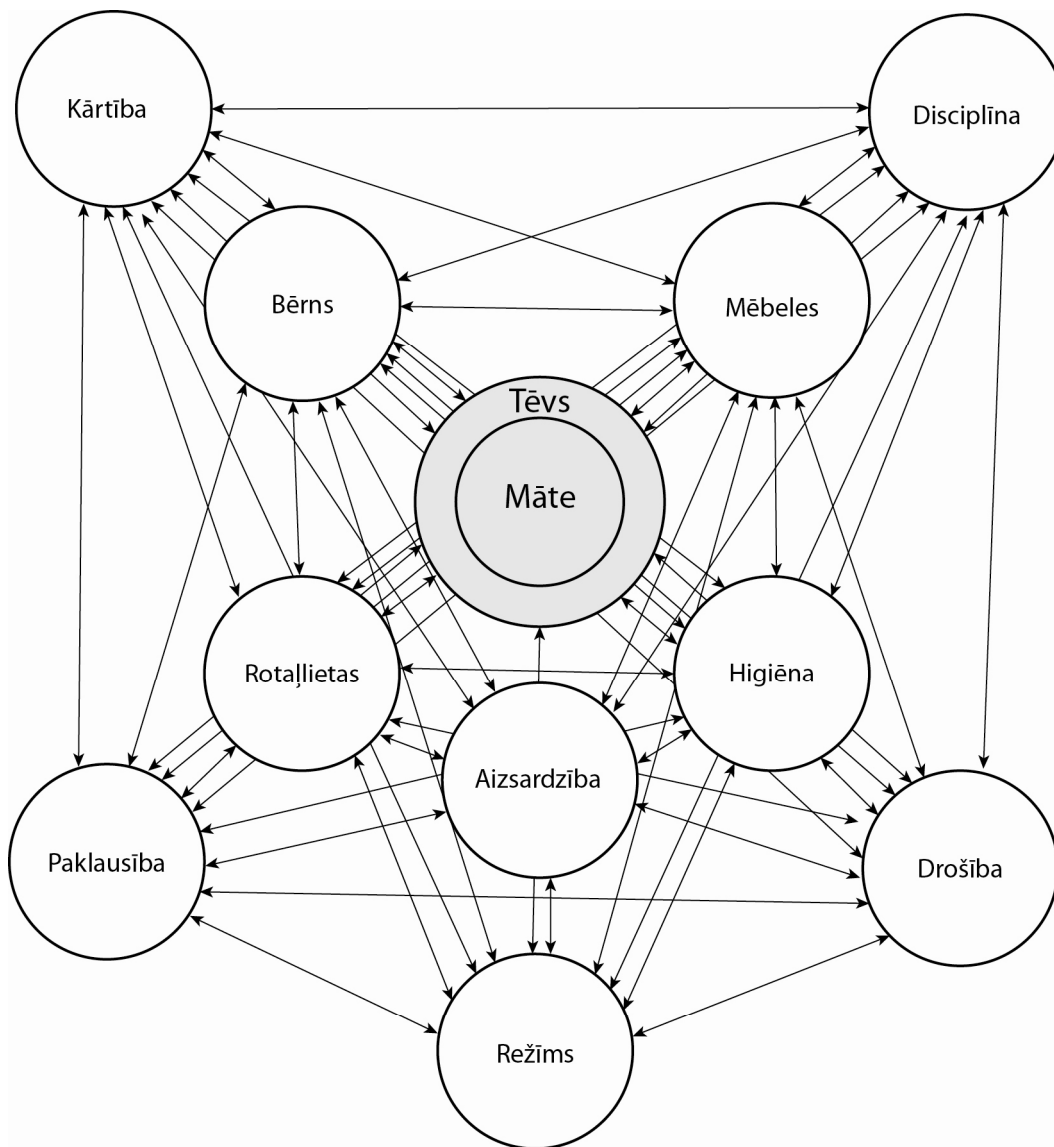 Kārtība
Disciplīna
Bērns
Mēbeles
Tēvs
Māte
Rotaļlietas
Higiēna
Aizsardzība
Paklausība
Drošība
Režīms